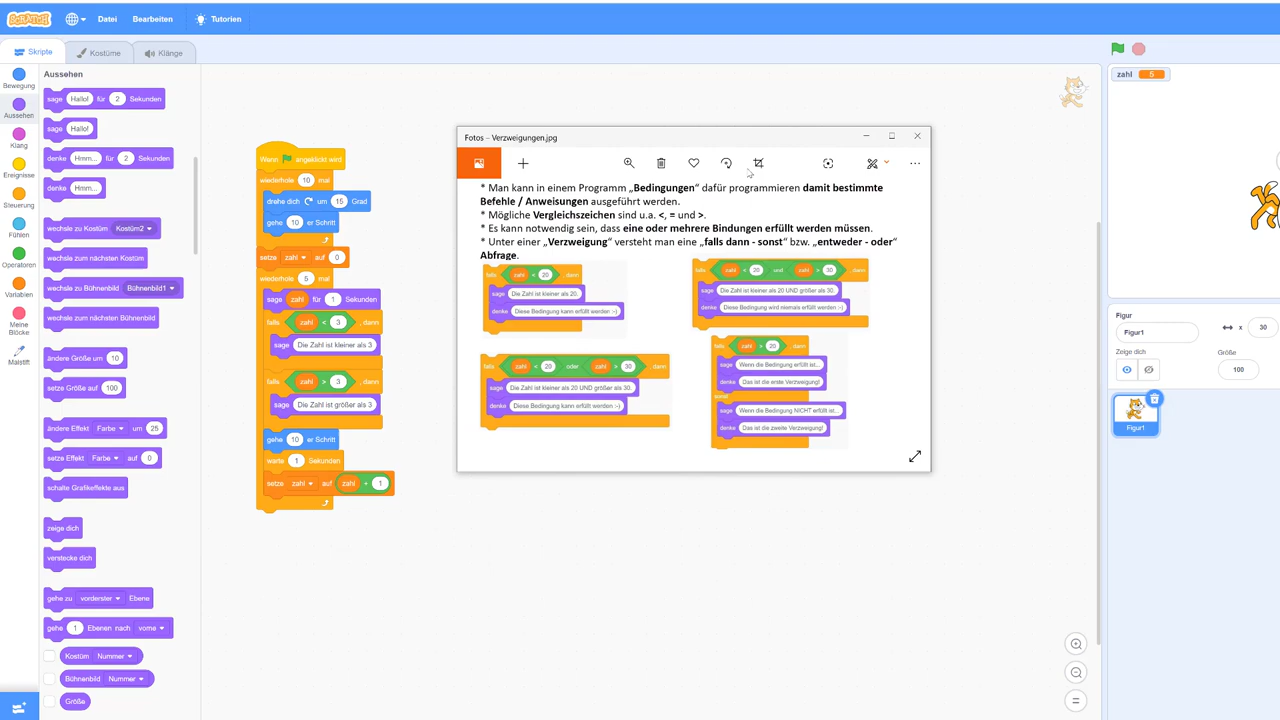 SCRATCH
Datei
Bearbeiten
Tutorien
Skripte
Kostüme
Klänge
Bewegung
Aussehen
Klang
Ereignisse
Steuerung
Fühlen
Operatoren
Variablen
Meine
Blöcke
Malstift
Aussehen
sage Hallo! für 2 Sekunden
sage Hallo!
denke Hmm... für 2 Sekunden
denke Hmm...
wechsle zu Kostüm Kostüm2
wechsle zum nächsten Kostüm
wechsle zu Bühnenbild Bühnenbild1
wechsle zum nächsten Bühnenbild
ändere Größe um 10
setze Größe auf 100
ändere Effekt Farbe um 25
setze Effekt Farbe auf 0
schalte Grafikeffekte aus
zeige dich
verstecke dich
gehe zu vorderster Ebene
gehe 1 Ebenen nach vorne
Kostüm Nummer
Bühnenbild Nummer
Größe
Wenn angeklickt wird
wiederhole 10 mal
drehe dich um 15 Grad
gehe 10 er Schritt
setze zahl auf 0
wiederhole 5 mal
sage zahl für 1 Sekunden
falls zahl < 3 , dann
sage Die Zahl ist kleiner als 3
falls zahl > 3 , dann
sage Die Zahl ist größer als 3
gehe 10 er Schritt
warte 1 Sekunden
setze zahl auf zahl + 1
Fotos - Verzweigungen.jpg
* Man kann in einem Programm „Bedingungen“ dafür programmieren damit bestimmte
Befehle / Anweisungen ausgeführt werden.
* Mögliche Vergleichszeichen sind u.a. <, = und >.
* Es kann notwendig sein, dass eine oder mehrere Bindungen erfüllt werden müssen.
* Unter einer „Verzweigung“ versteht man eine „falls dann - sonst“ bzw. „entweder - oder“
Abfrage.
falls zahl < 20 , dann
sage Die Zahl ist kleiner als 20.
denke Diese Bedingung kann erfüllt werden :-)
falls zahl < 20 und zahl > 30 , dann
sage Die Zahl ist kleiner als 20 UND größer als 30.
denke Diese Bedingung wird niemals erfüllt werden :-)
falls zahl < 20 oder zahl > 30 , dann
sage Die Zahl ist kleiner als 20 UND größer als 30.
denke Diese Bedingung kann erfüllt werden :-)
falls zahl > 20 , dann
sage Wenn die Bedingung erfüllt ist...
denke Das ist die erste Verzweigung!
sonst
sage Wenn die Bedingung NICHT erfüllt ist...
denke Das ist die zweite Verzweigung!
zahl 5
Figur
Figur1
x 30
Zeige dich
Größe
100
Figur1